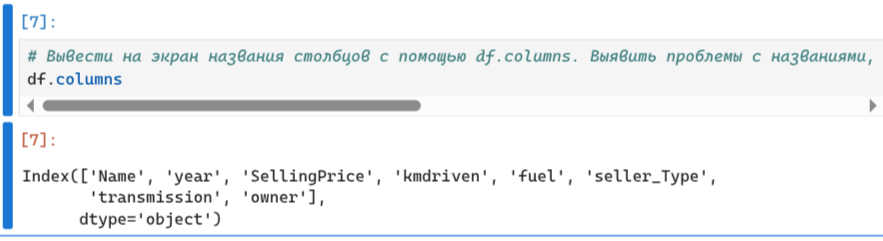 [7]:
# Вывести на экран названия столбцов с помощью df.columns. Выявить проблемы с названиями,
df.columns
[7]:
Index(['Name', 'year', 'SellingPrice', 'kmdriven', 'fuel', 'seller_Type',
'transmission', 'owner'],
dtype='object')